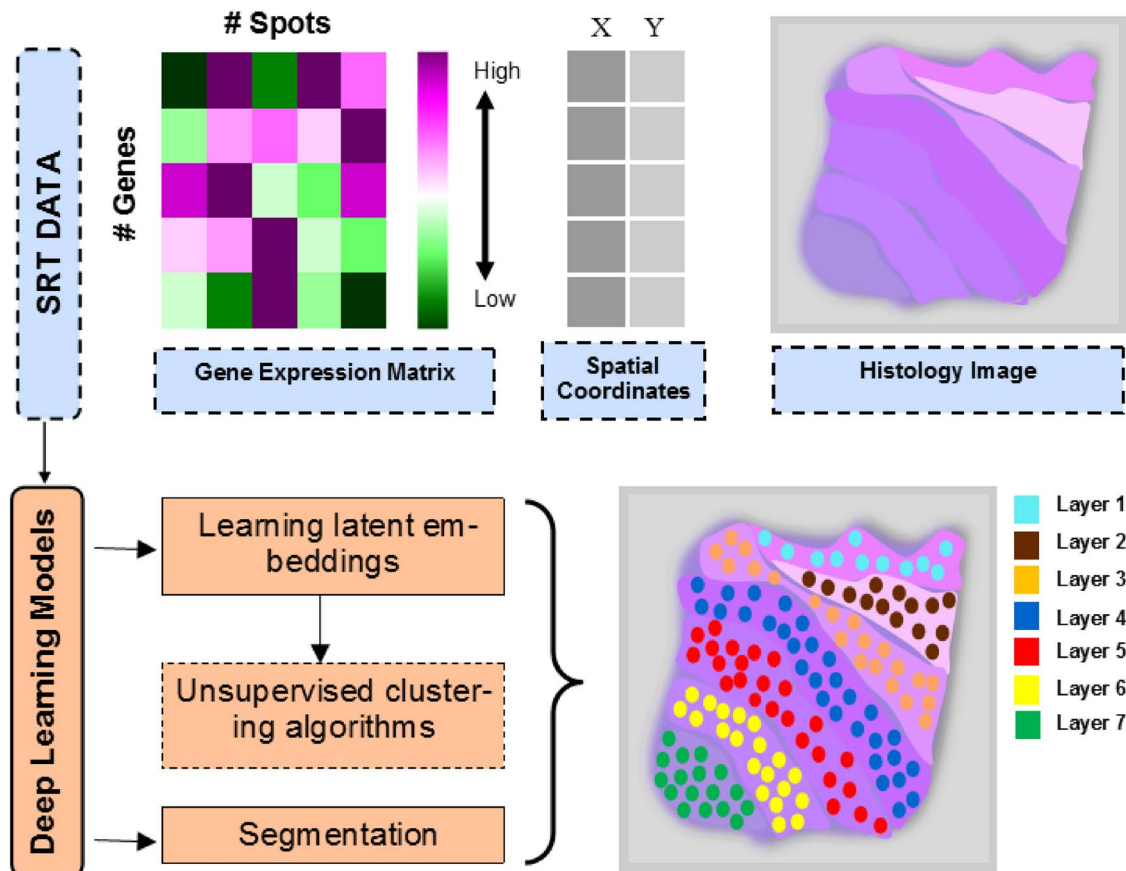 # Spots
X Y
SRT DATA
# Genes
High
Low
Gene Expression Matrix
Spatial
Coordinates
Histology Image
Deep Learning Models
Learning latent em-
beddings
Unsupervised cluster-
ing algorithms
Segmentation
Layer 1
Layer 2
Layer 3
Layer 4
Layer 5
Layer 6
Layer 7